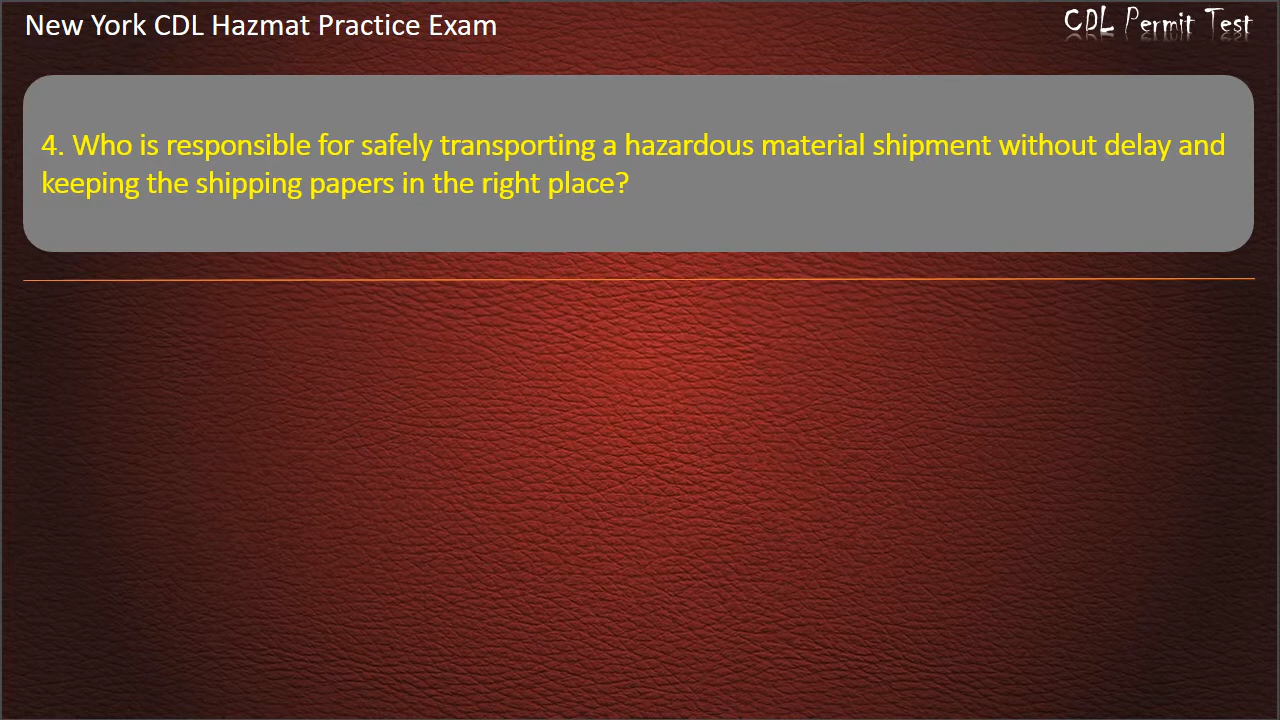 New York CDL Hazmat Practice Exam
CDL Permit Test
4. Who is responsible for safely transporting a hazardous material shipment without delay and
keeping the shipping papers in the right place?